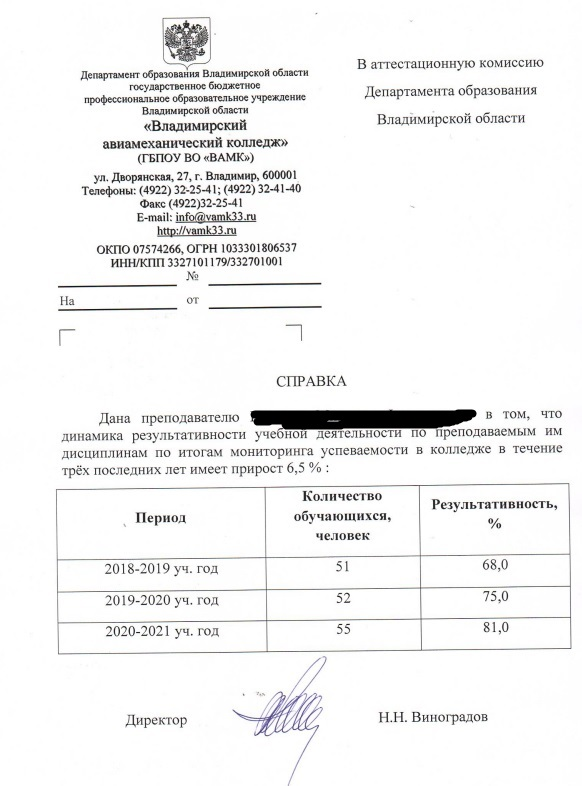 Департамент образования Владимирской области
государственное бюджетное
профессиональное образовательное учреждение
Владимирской области
«Владимирский
авиамеханический колледж»
(ГБПОУ ВО «ВАМК»)
ул. Дворянская, 27, г. Владимир, 600001
Телефоны: (4922) 32-25-41; (4922) 32-41-40
Факс (4922)32-25-41
E-mail: info@vamk33.ru
http://vamk33.ru
ОКПО 07574266, ОГРН 1033301806537
ИНН/КПП 3327101179/332701001
№
На от
В аттестационную комиссию
Департамента образования
Владимирской области
СПРАВКА
Дана преподавателю в том, что
динамика результативности учебной деятельности по преподаваемым им
дисциплинам по итогам мониторинга успеваемости в колледже в течение
трёх последних лет имеет прирост 6,5 % :
Период Количество обучающихся, человек Результативность, %
2018-2019 уч. год 51 68,0
2019-2020 уч. год 52 75,0
2020-2021 уч. год 55 81,0
Директор Н.Н. Виноградов